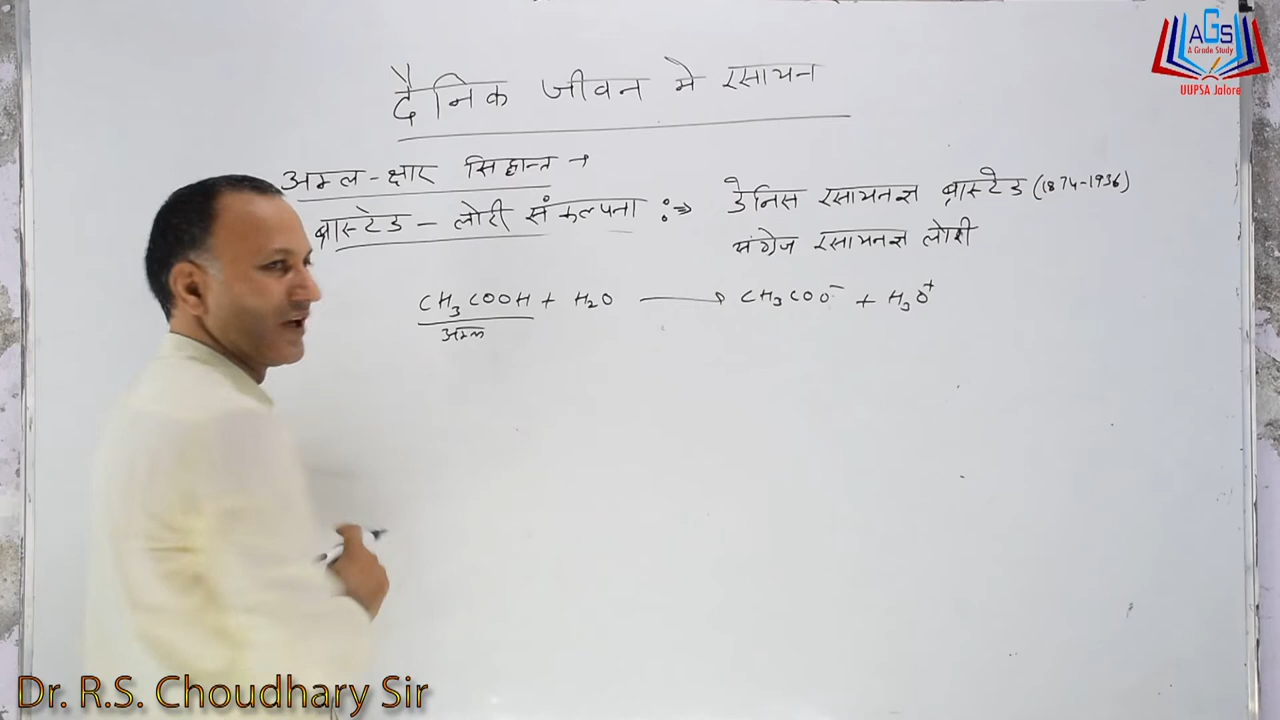 AGS
A Grade Study
UUPSA Jalore
दैनिक जीवन मे रसायन
अम्ल-क्षार सिद्दान्त →
ब्रास्टेड - लोरी संकल्पना :⇒ डेनिस रसायनज्ञ ब्रास्टेड (1874-1936)
अंग्रेज रसायनज्ञ लोरी
CH₃COOH + H₂O ⟶ CH₃COO⁻ + H₃O⁺
अम्ल
Dr. R.S. Choudhary Sir